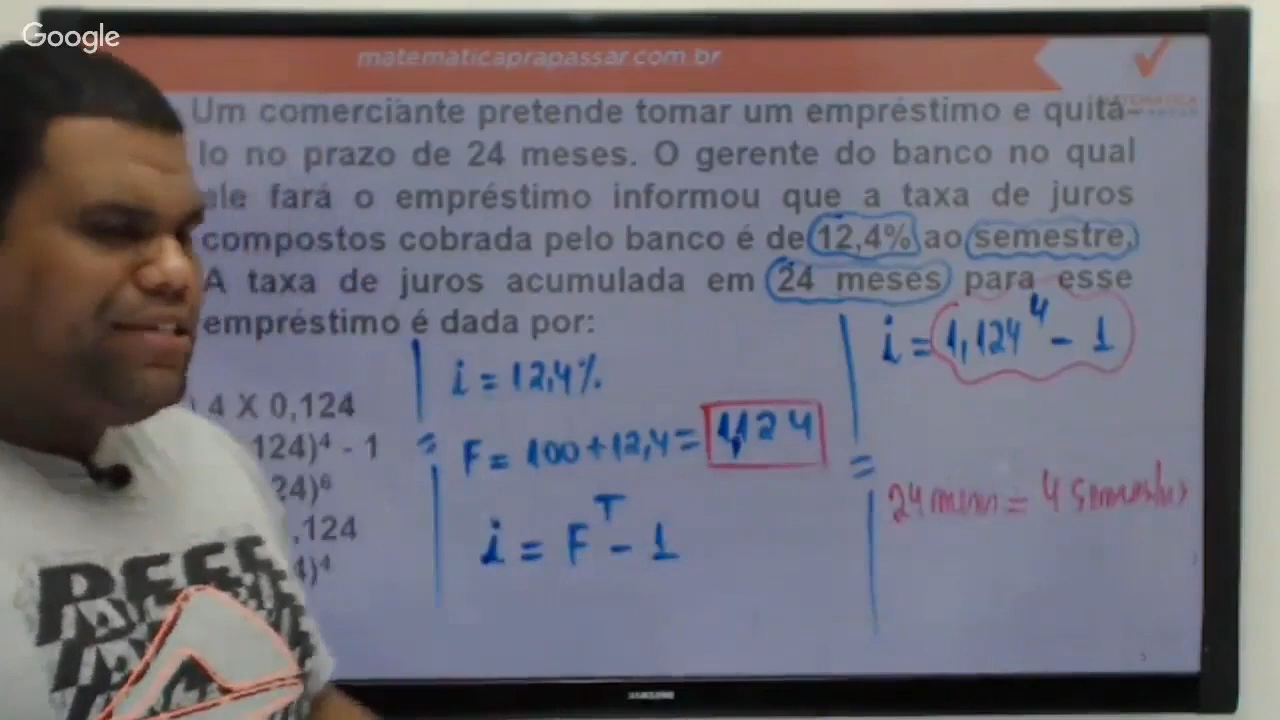 Google
matematicaprapassar.com.br
Um comerciante pretende tomar um empréstimo e quitá-
lo no prazo de 24 meses. O gerente do banco no qual
ele fará o empréstimo informou que a taxa de juros
compostos cobrada pelo banco é de 12,4% ao semestre.
A taxa de juros acumulada em 24 meses para esse
empréstimo é dada por:
4 X 0,124
124)⁴ - 1
24)⁶
,124
4)⁴
i = 12,4%
F = 100 + 12,4 = 1,124
i = F^T - 1
i = 1,124⁴ - 1
24 meses = 4 semestres
SAMSUNG